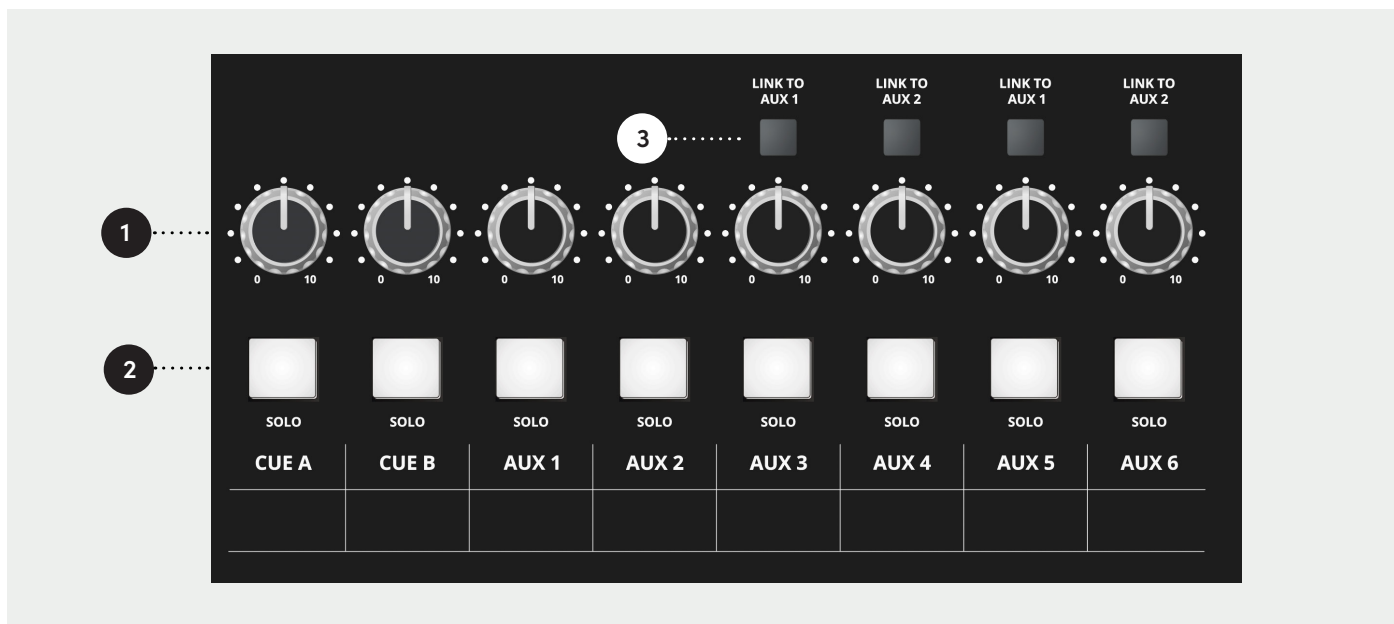 LINK TO LINK TO LINK TO LINK TO
AUX 1 AUX 2 AUX 1 AUX 2
3
1
0 10 0 10 0 10 0 10 0 10 0 10 0 10 0 10
2
SOLO SOLO SOLO SOLO SOLO SOLO SOLO SOLO
CUE A CUE B AUX 1 AUX 2 AUX 3 AUX 4 AUX 5 AUX 6